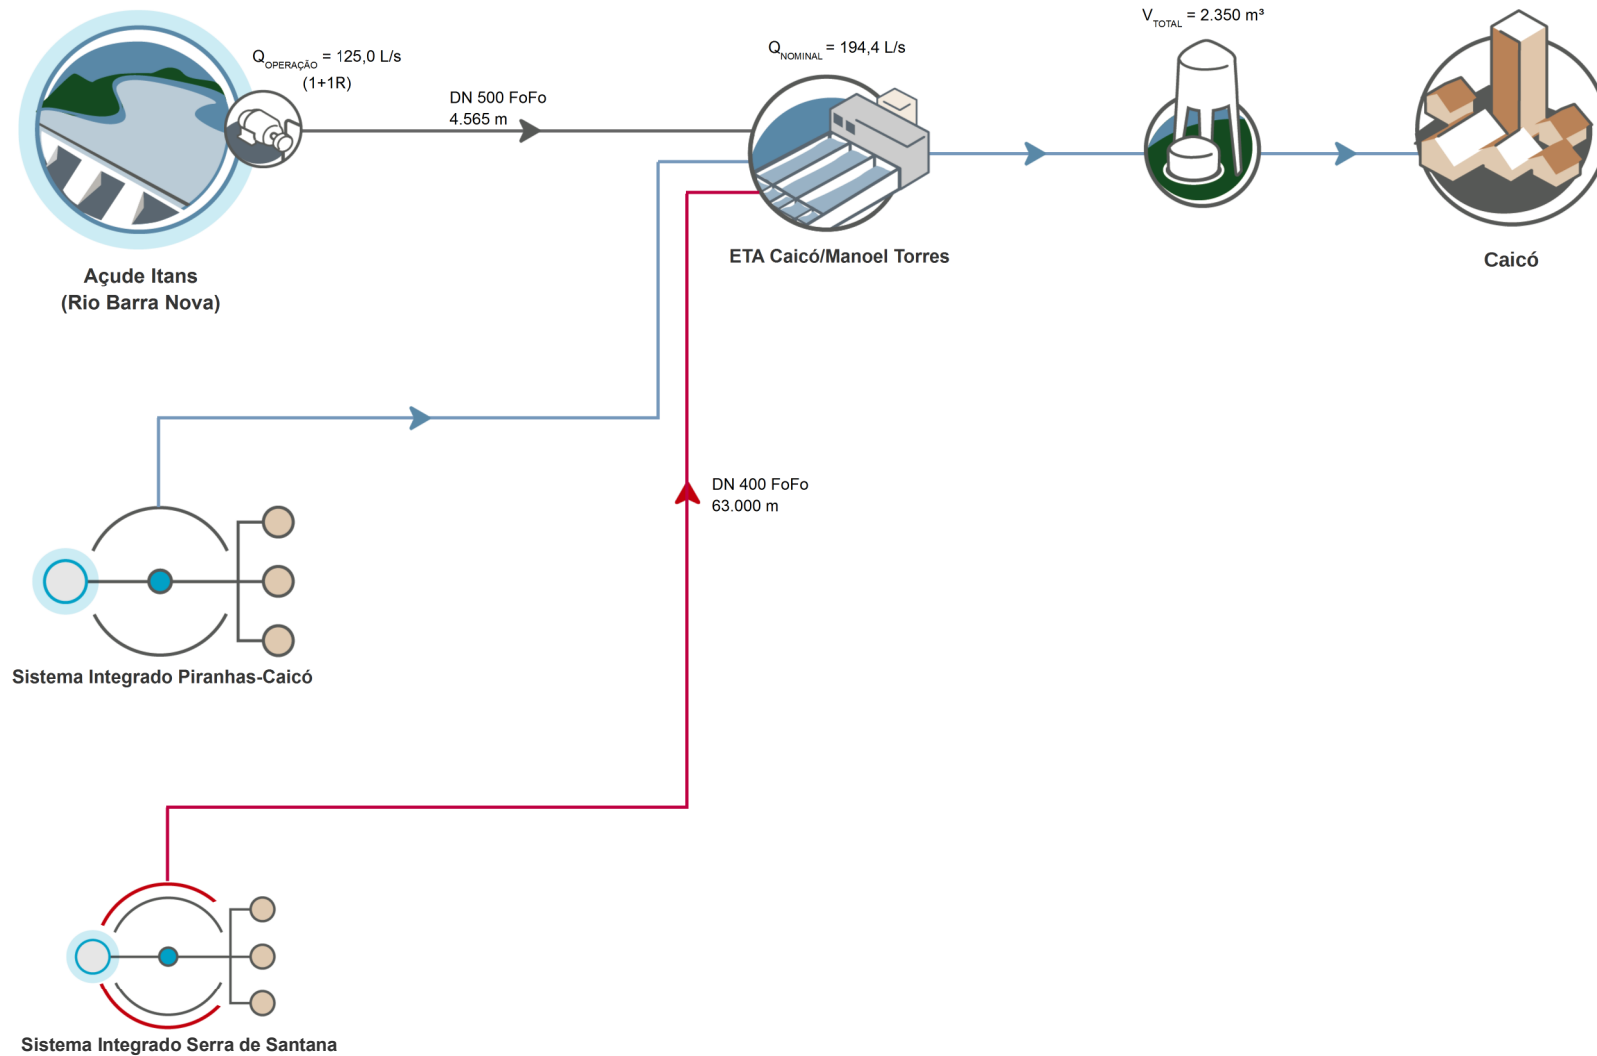 Q OPERAÇÃO = 125,0 L/s
(1+1R)
DN 500 FoFo
4.565 m
Q NOMINAL = 194,4 L/s
V TOTAL = 2.350 m³
Açude Itans
(Rio Barra Nova)
ETA Caicó/Manoel Torres
Caicó
DN 400 FoFo
63.000 m
Sistema Integrado Piranhas-Caicó
Sistema Integrado Serra de Santana